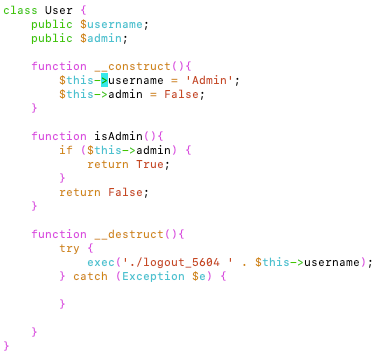 class User {
    public $username;
    public $admin;

    function __construct(){
        $this->username = 'Admin';
        $this->admin = False;
    }

    function isAdmin(){
        if ($this->admin) {
            return True;
        }
        return False;
    }

    function __destruct(){
        try {
            exec('./logout_5604 ' . $this->username);
        } catch (Exception $e) {

        }

    }
}